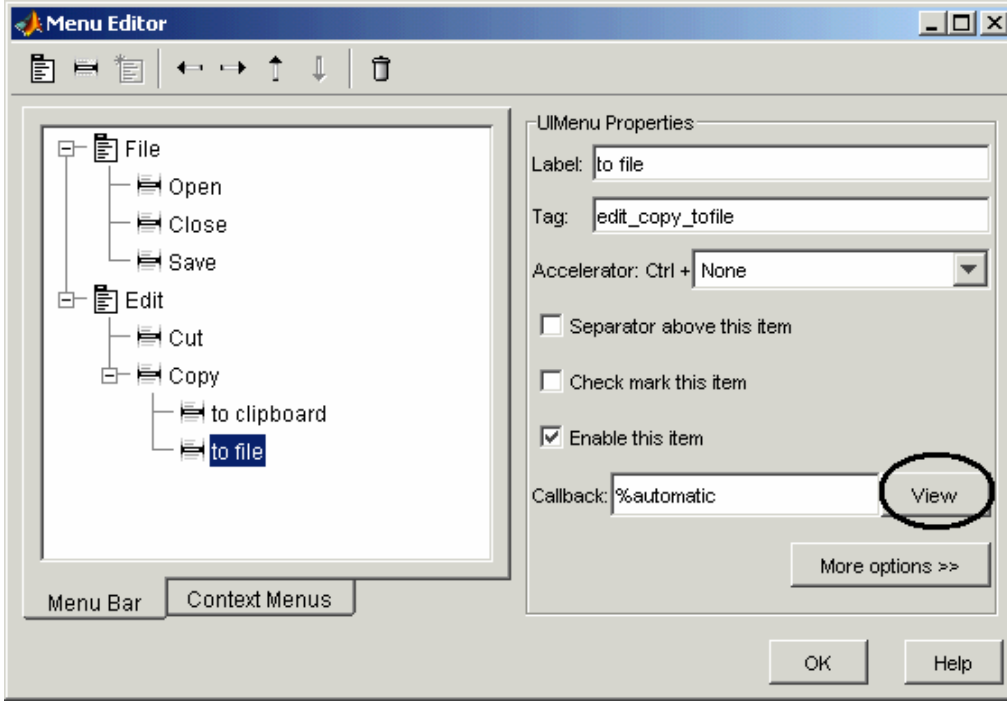 Menu Editor
File
Open
Close
Save
Edit
Cut
Copy
to clipboard
to file
Menu Bar
Context Menus
UIMenu Properties
Label: to file
Tag: edit_copy_tofile
Accelerator: Ctrl + None
Separator above this item
Check mark this item
Enable this item
Callback: %automatic View
More options >>
OK Help